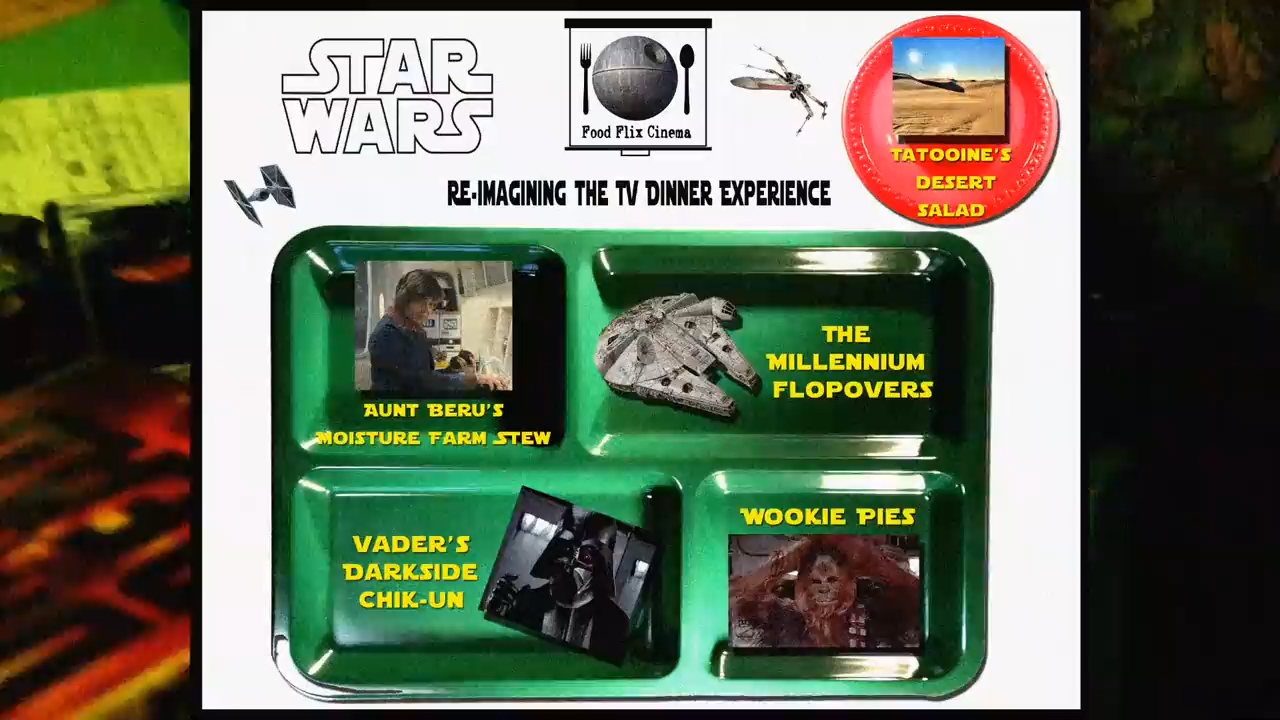 STAR
WARS
Food Flix Cinema
RE-IMAGINING THE TV DINNER EXPERIENCE
TATOOINE'S
DESERT
SALAD
AUNT BERU'S
MOISTURE FARM STEW
THE
MILLENNIUM
FLOPOVERS
VADER'S
DARKSIDE
CHIK-UN
WOOKIE PIES